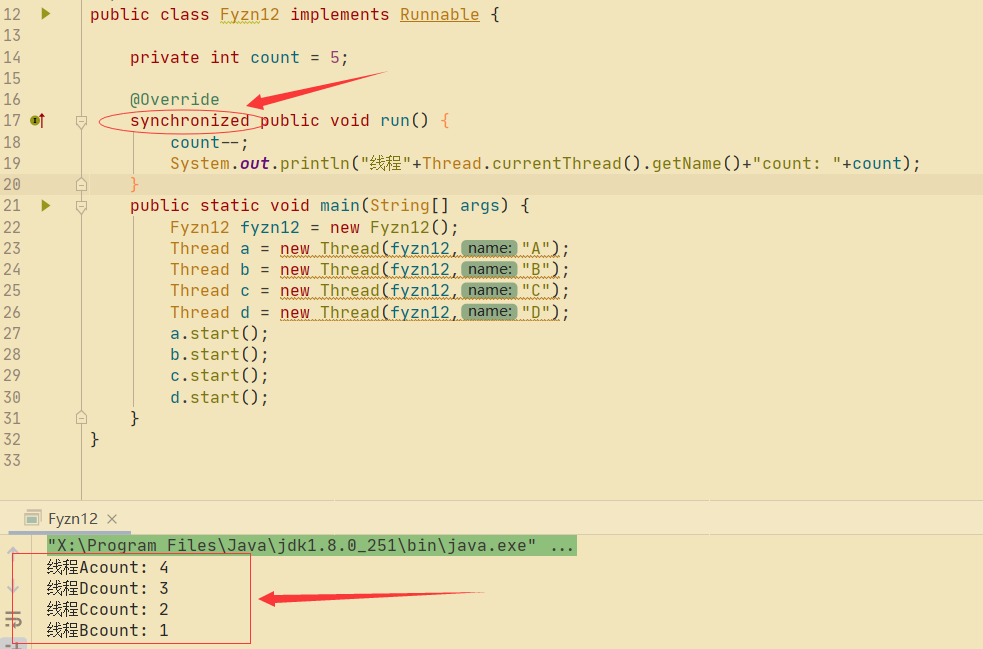 12 public class Fyzn12 implements Runnable {
13
14 private int count = 5;
15
16 @Override
17 synchronized public void run() {
18 count--;
19 System.out.println("线程"+Thread.currentThread().getName()+"count: "+count);
20 }
21 public static void main(String[] args) {
22 Fyzn12 fyzn12 = new Fyzn12();
23 Thread a = new Thread(fyzn12, name: "A");
24 Thread b = new Thread(fyzn12, name: "B");
25 Thread c = new Thread(fyzn12, name: "C");
26 Thread d = new Thread(fyzn12, name: "D");
27 a.start();
28 b.start();
29 c.start();
30 d.start();
31 }
32 }
33
Fyzn12
"X:\Program Files\Java\jdk1.8.0_251\bin\java.exe" ...
线程Acount: 4
线程Dcount: 3
线程Ccount: 2
线程Bcount: 1